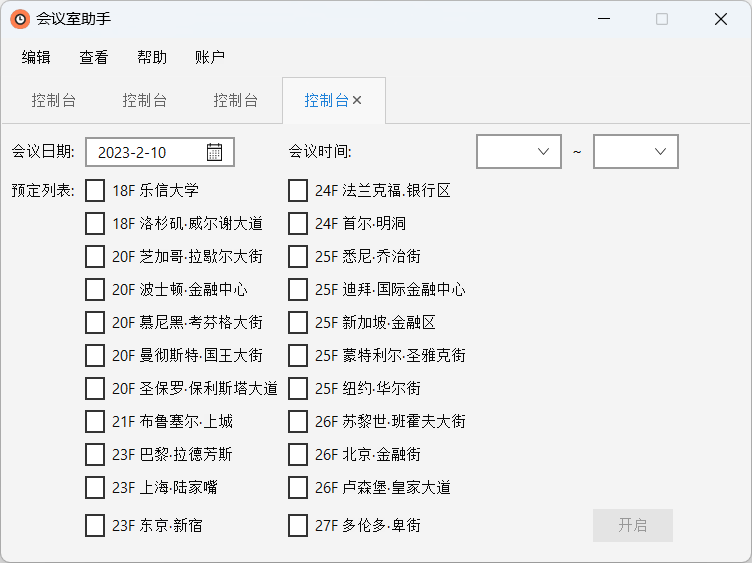 会议室助手
编辑 查看 帮助 账户
控制台 控制台 控制台 控制台
会议日期: 2023-2-10 会议时间: ~
预定列表: 18F 乐信大学 24F 法兰克福.银行区
18F 洛杉矶·威尔谢大道 24F 首尔·明洞
20F 芝加哥·拉歇尔大街 25F 悉尼·乔治街
20F 波士顿·金融中心 25F 迪拜·国际金融中心
20F 慕尼黑·考芬格大街 25F 新加坡·金融区
20F 曼彻斯特·国王大街 25F 蒙特利尔·圣雅克街
20F 圣保罗·保利斯塔大道 25F 纽约·华尔街
21F 布鲁塞尔·上城 26F 苏黎世·班霍夫大街
23F 巴黎·拉德芳斯 26F 北京·金融街
23F 上海·陆家嘴 26F 卢森堡·皇家大道
23F 东京·新宿 27F 多伦多·卑街 开启